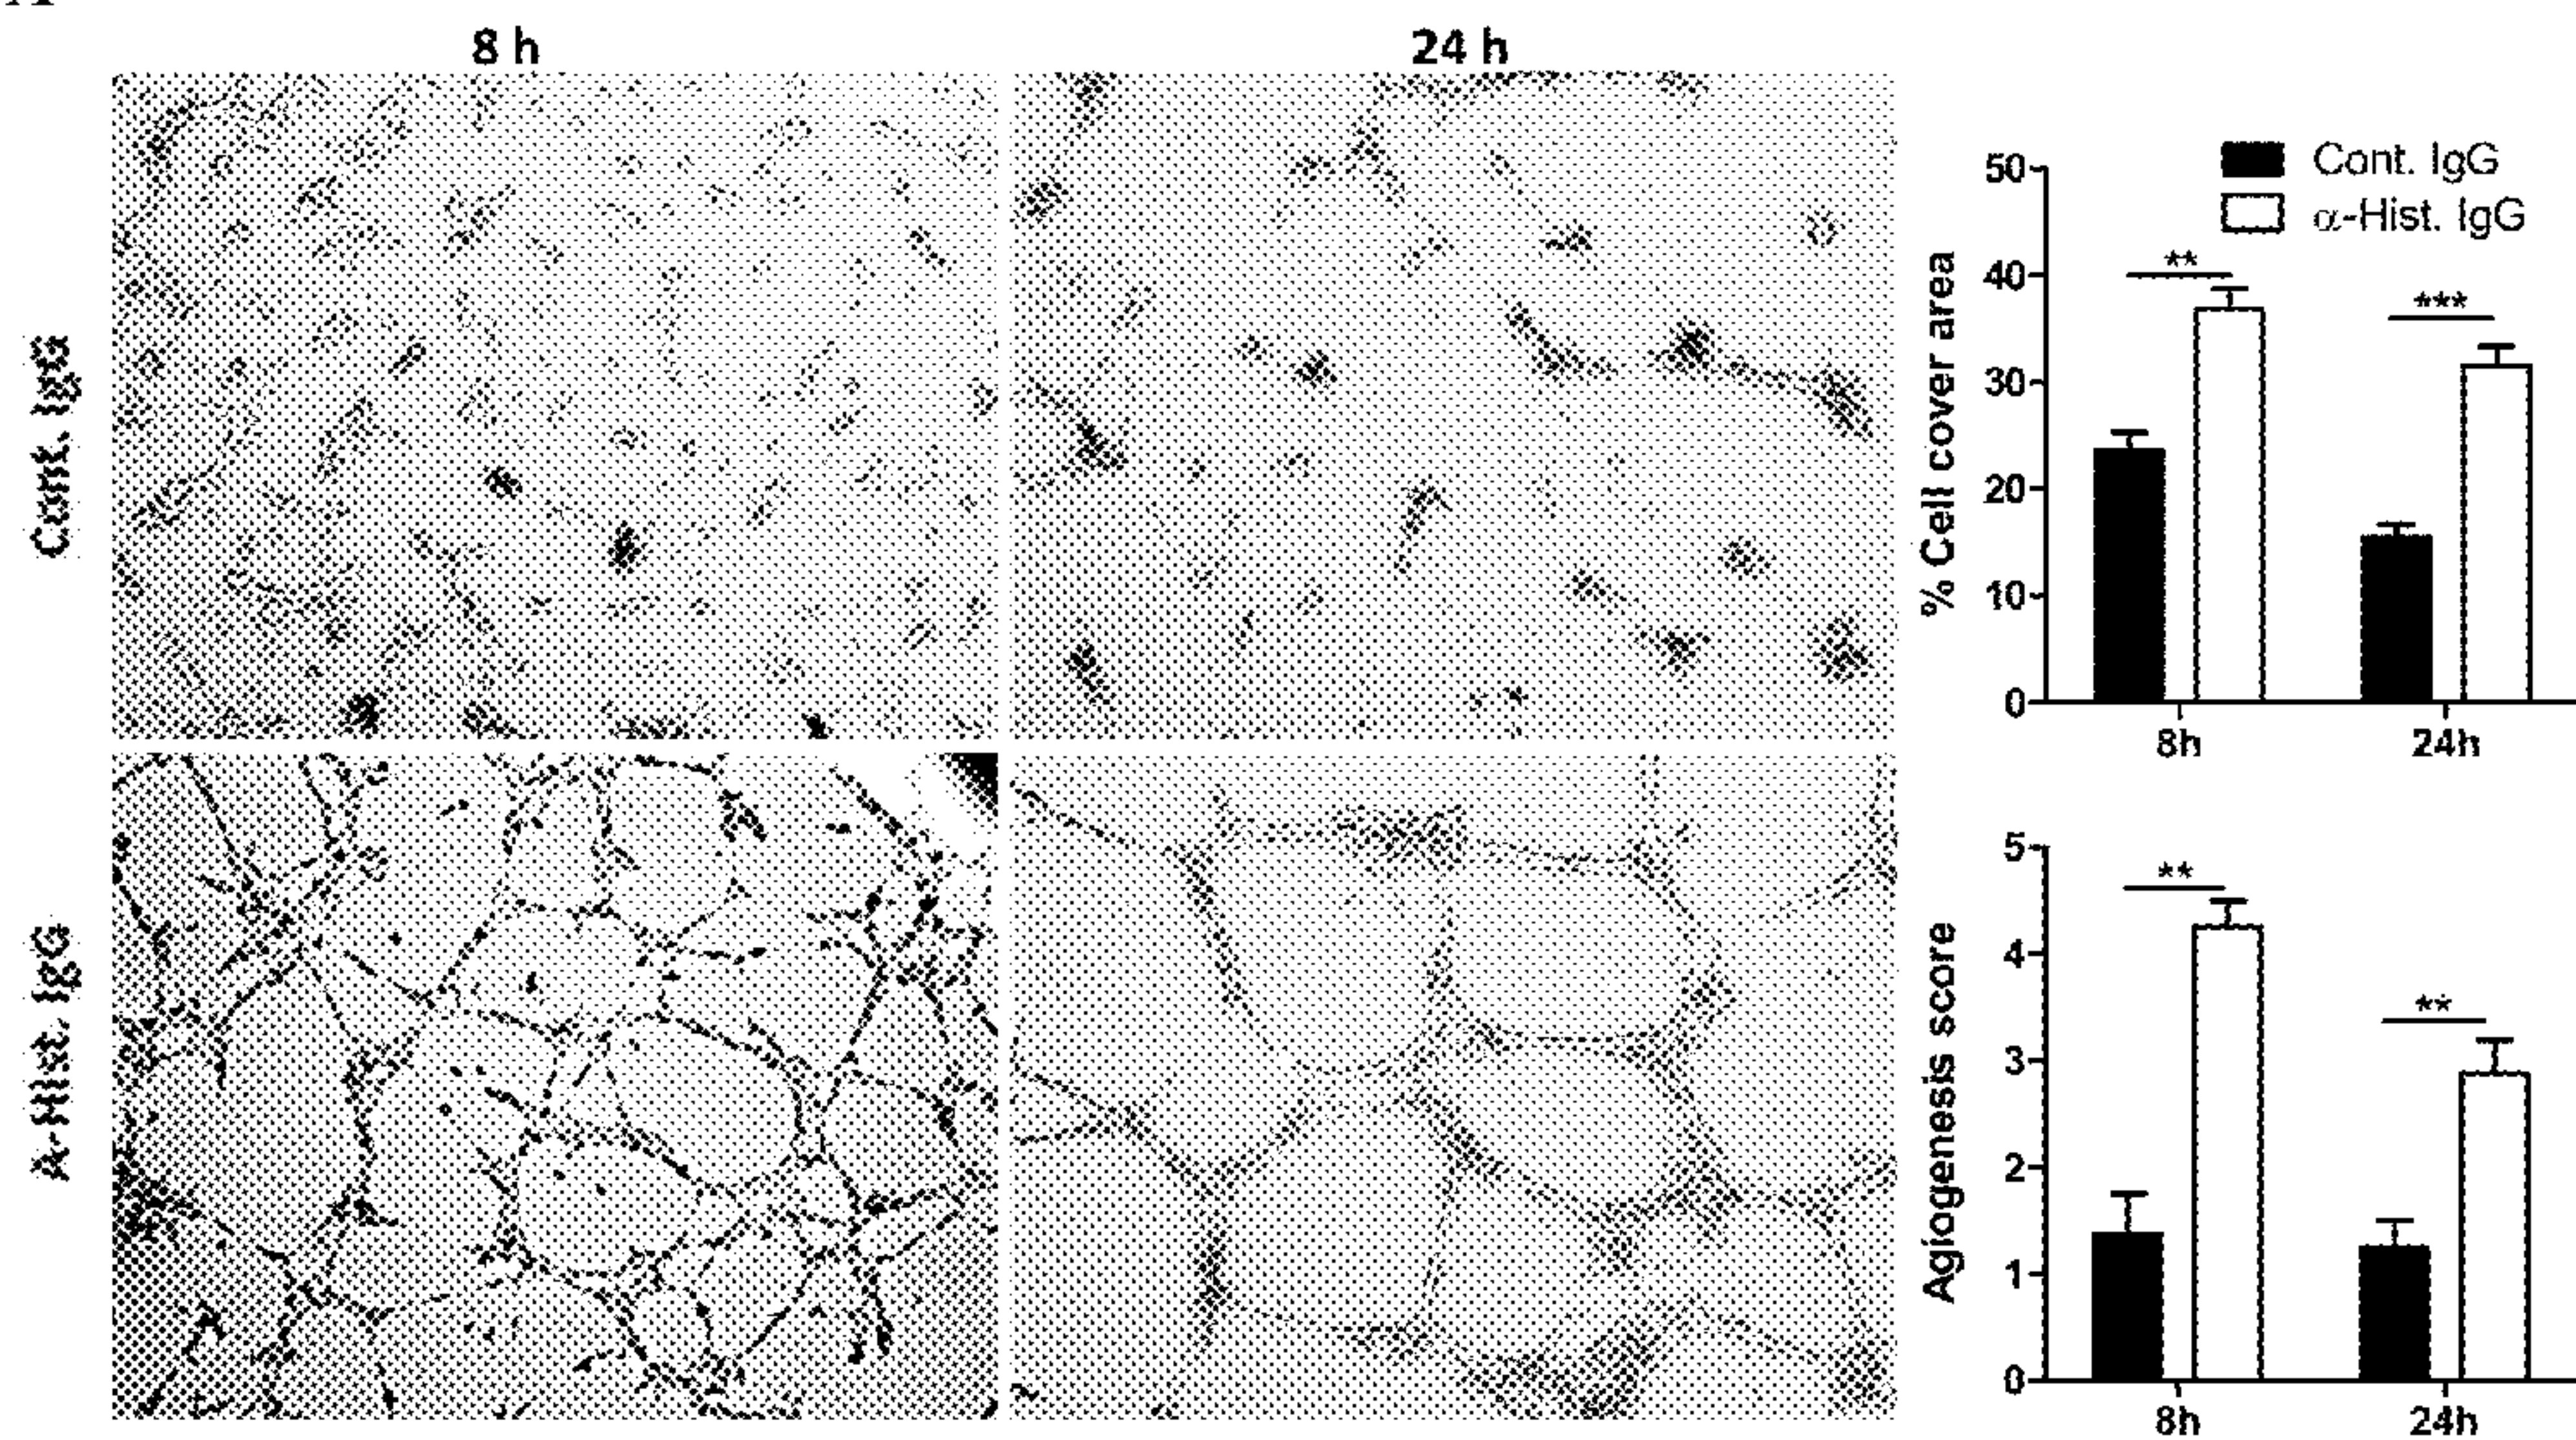 8 h
24 h
Cont. IgG
A-Hist. IgG
Cont. IgG
α-Hist. IgG
% Cell cover area
50
40
30
20
10
0
**
***
8h
24h
Agiogenesis score
5
4
3
2
1
0
**
**
8h
24h